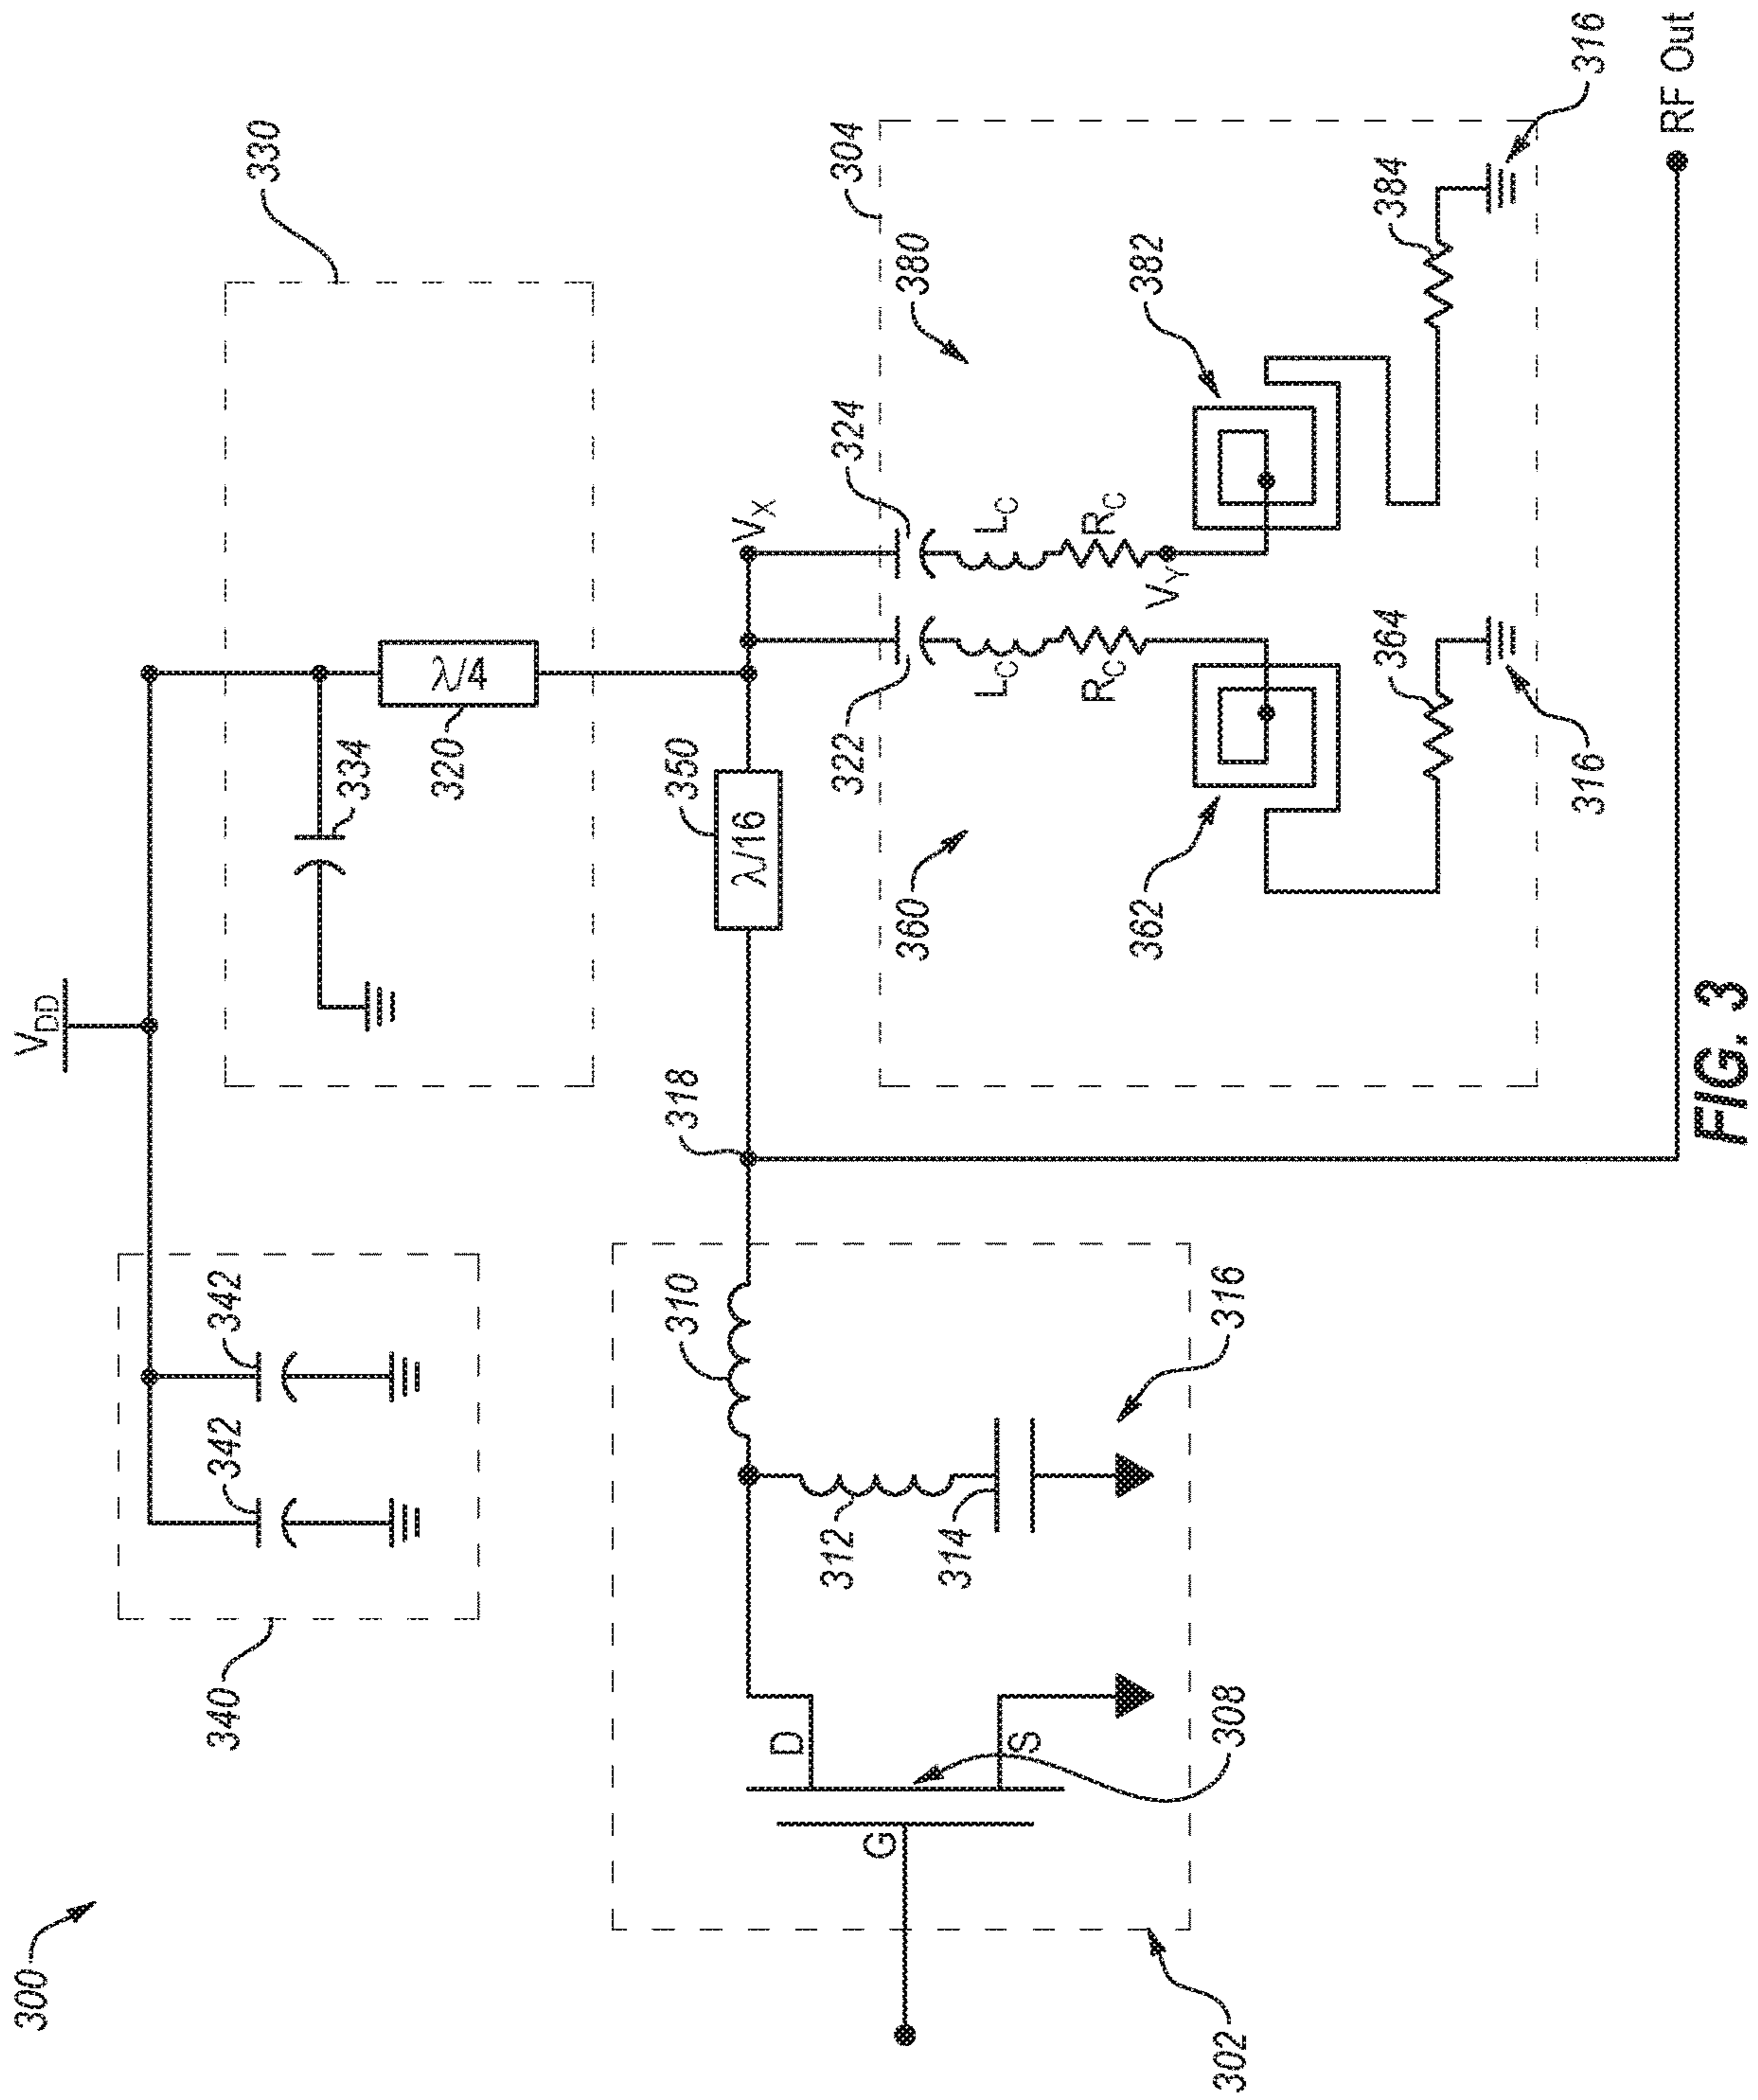 300
V_DD
340
342
342
330
334
λ/4
320
302
G
D
S
308
310
312
314
316
318
350
λ/16
V_X
304
322
324
360
380
L_C
L_C
R_C
R_C
V_Y
362
382
364
384
316
316
RF Out
FIG. 3